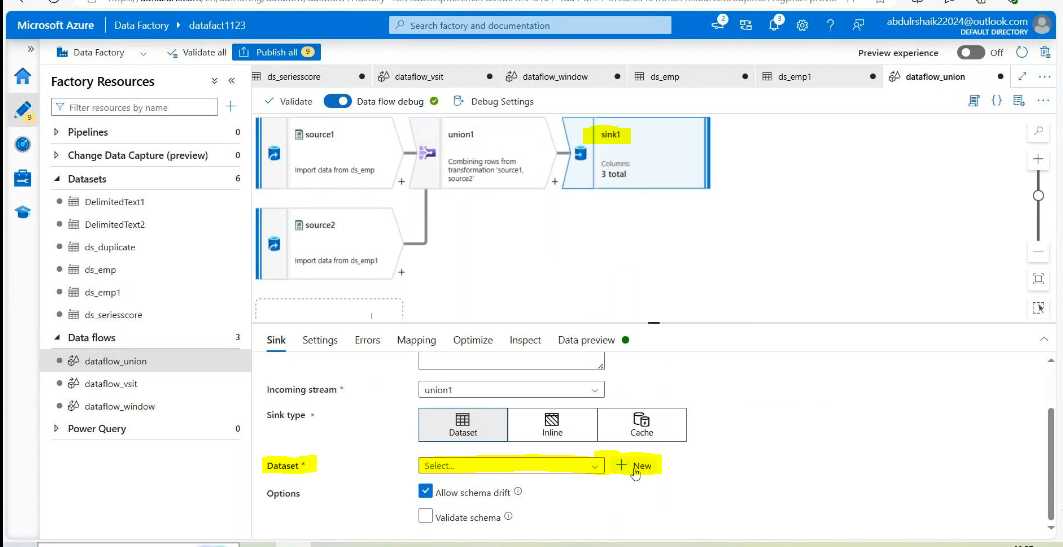 Microsoft Azure
Data Factory
datafact1123
Search factory and documentation
2
3
abdulrshaik22024@outlook.com
DEFAULT DIRECTORY
Data Factory
Validate all
Publish all 9
Preview experience
Off
Factory Resources
Filter resources by name
Pipelines 0
Change Data Capture (preview) 0
Datasets 6
DelimitedText1
DelimitedText2
ds_duplicate
ds_emp
ds_emp1
ds_seriesscore
Data flows 3
dataflow_union
dataflow_vsit
dataflow_window
Power Query 0
9
ds_seriesscore
dataflow_vsit
dataflow_window
ds_emp
ds_emp1
dataflow_union
Validate
Data flow debug
Debug Settings
source1
Import data from ds_emp
union1
Combining rows from
transformation 'source1,
source2'
sink1
Columns:
3 total
source2
Import data from ds_emp1
Sink Settings Errors Mapping Optimize Inspect Data preview
Incoming stream *
union1
Sink type *
Dataset
Inline
Cache
Dataset *
Select...
New
Options
Allow schema drift
Validate schema